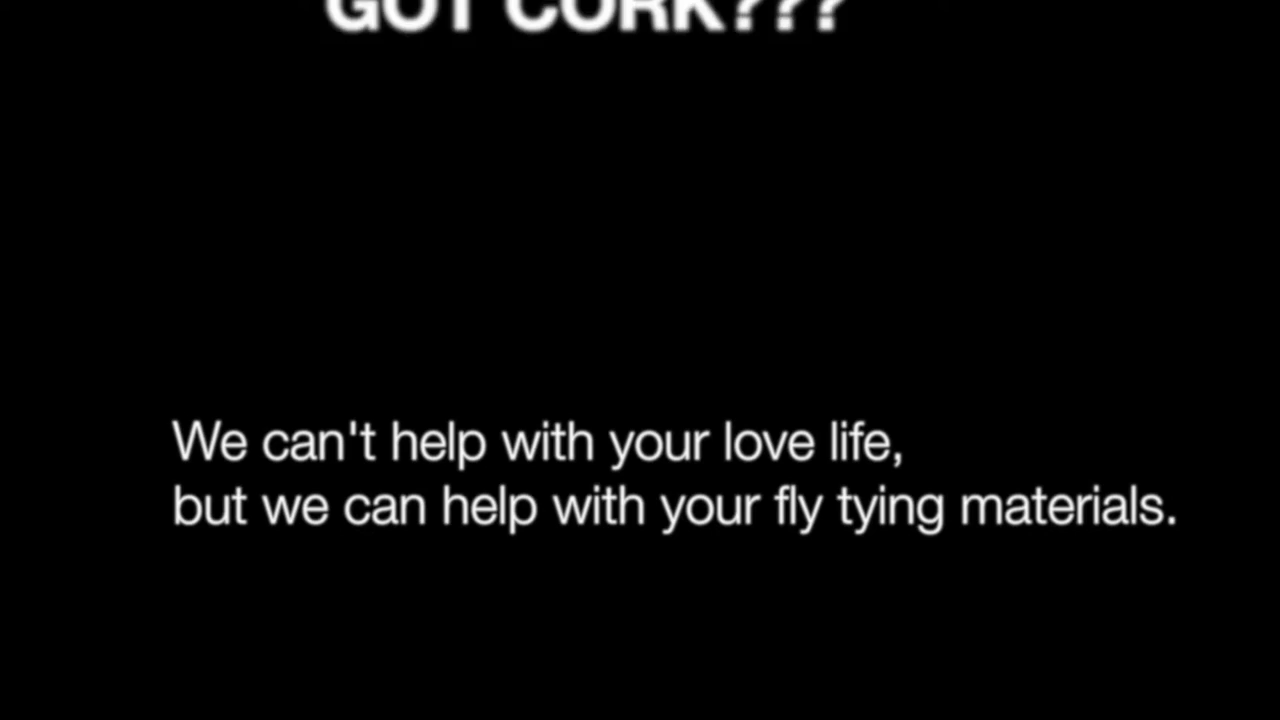 GOT CORK???
We can't help with your love life,
but we can help with your fly tying materials.